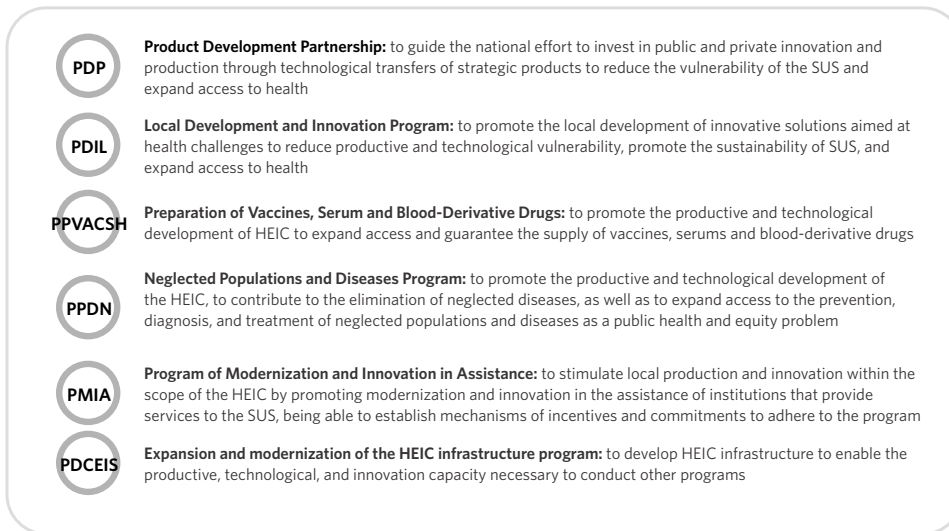 PDP
Product Development Partnership: to guide the national effort to invest in public and private innovation and
production through technological transfers of strategic products to reduce the vulnerability of the SUS and
expand access to health
PDIL
Local Development and Innovation Program: to promote the local development of innovative solutions aimed at
health challenges to reduce productive and technological vulnerability, promote the sustainability of SUS, and
expand access to health
PPVACSH
Preparation of Vaccines, Serum and Blood-Derivative Drugs: to promote the productive and technological
development of HEIC to expand access and guarantee the supply of vaccines, serums and blood-derivative drugs
PPDN
Neglected Populations and Diseases Program: to promote the productive and technological development of
the HEIC, to contribute to the elimination of neglected diseases, as well as to expand access to the prevention,
diagnosis, and treatment of neglected populations and diseases as a public health and equity problem
PMIA
Program of Modernization and Innovation in Assistance: to stimulate local production and innovation within the
scope of the HEIC by promoting modernization and innovation in the assistance of institutions that provide
services to the SUS, being able to establish mechanisms of incentives and commitments to adhere to the program
PDCEIS
Expansion and modernization of the HEIC infrastructure program: to develop HEIC infrastructure to enable the
productive, technological, and innovation capacity necessary to conduct other programs